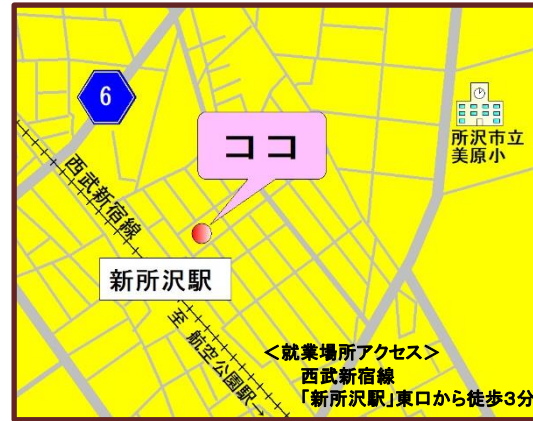 6
ココ
所沢市立
美原小
西武新宿線
新所沢駅
至 航空公園駅→
＜就業場所アクセス＞
西武新宿線
「新所沢駅」東口から徒歩3分